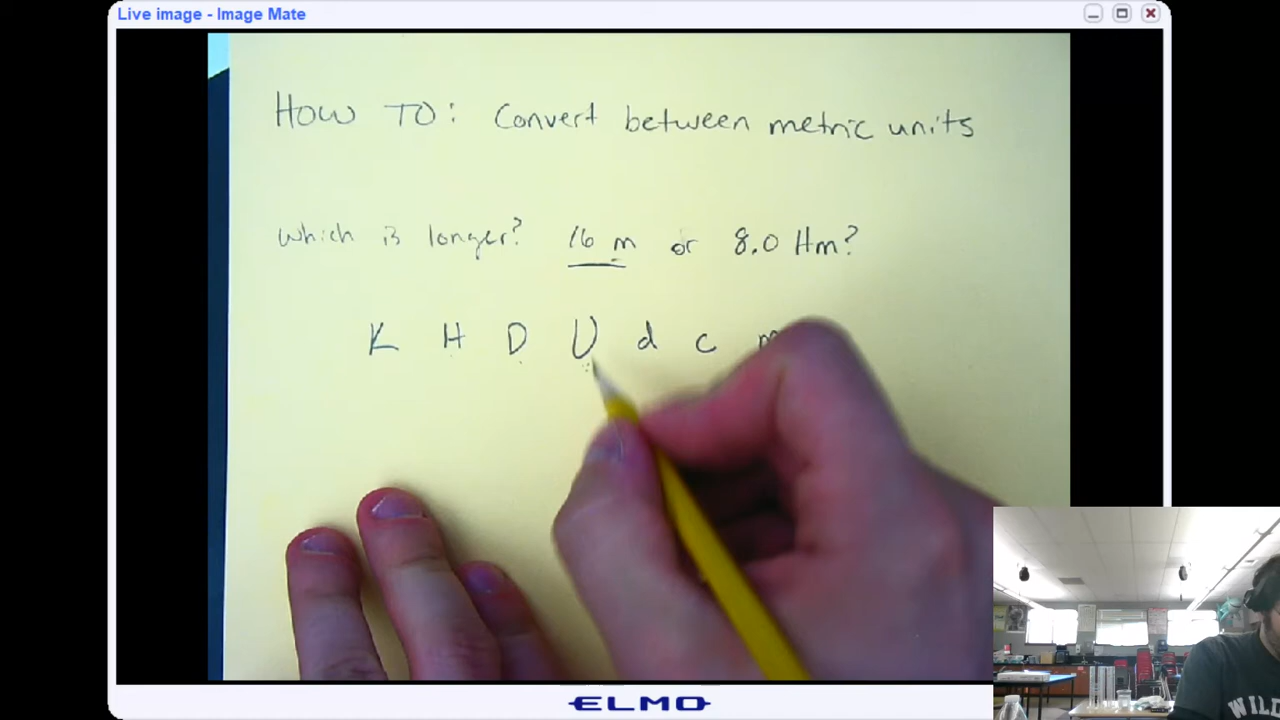 Live image - Image Mate
HOW TO: Convert between metric units
Which is longer? 16 m or 8.0 Hm?
K H D U d c m
ELMO
WILL